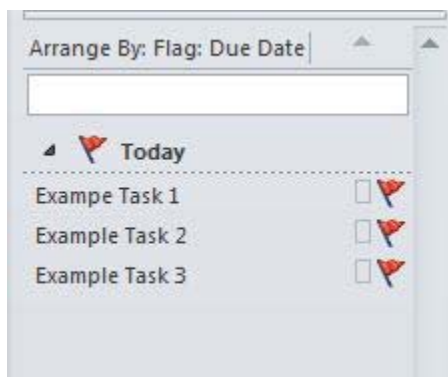 Arrange By: Flag: Due Date
Today
Exampe Task 1
Example Task 2
Example Task 3